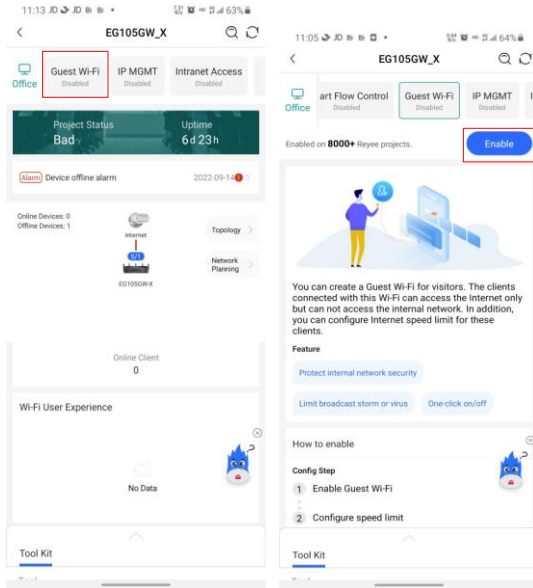 11:13 JD JD 63%
EG105GW_X
Office
Guest Wi-Fi
Disabled
IP MGMT
Disabled
Intranet Access
Disabled
Project Status
Bad
Uptime
6d 23h
Alarm Device offline alarm 2022-09-14
Online Devices: 0
Offline Devices: 1
Internet
0/1
EG105GW-X
Topology
Network
Planning
Online Client
0
Wi-Fi User Experience
No Data
Tool Kit
11:05 JD 64%
EG105GW_X
Office
art Flow Control
Disabled
Guest Wi-Fi
Disabled
IP MGMT
Disabled
Enabled on 8000+ Reyee projects.
Enable
You can create a Guest Wi-Fi for visitors. The clients
connected with this Wi-Fi can access the Internet only
but can not access the internal network. In addition,
you can configure Internet speed limit for these
clients.
Feature
Protect internal network security
Limit broadcast storm or virus
One-click on/off
How to enable
Config Step
1 Enable Guest Wi-Fi
2 Configure speed limit
Tool Kit